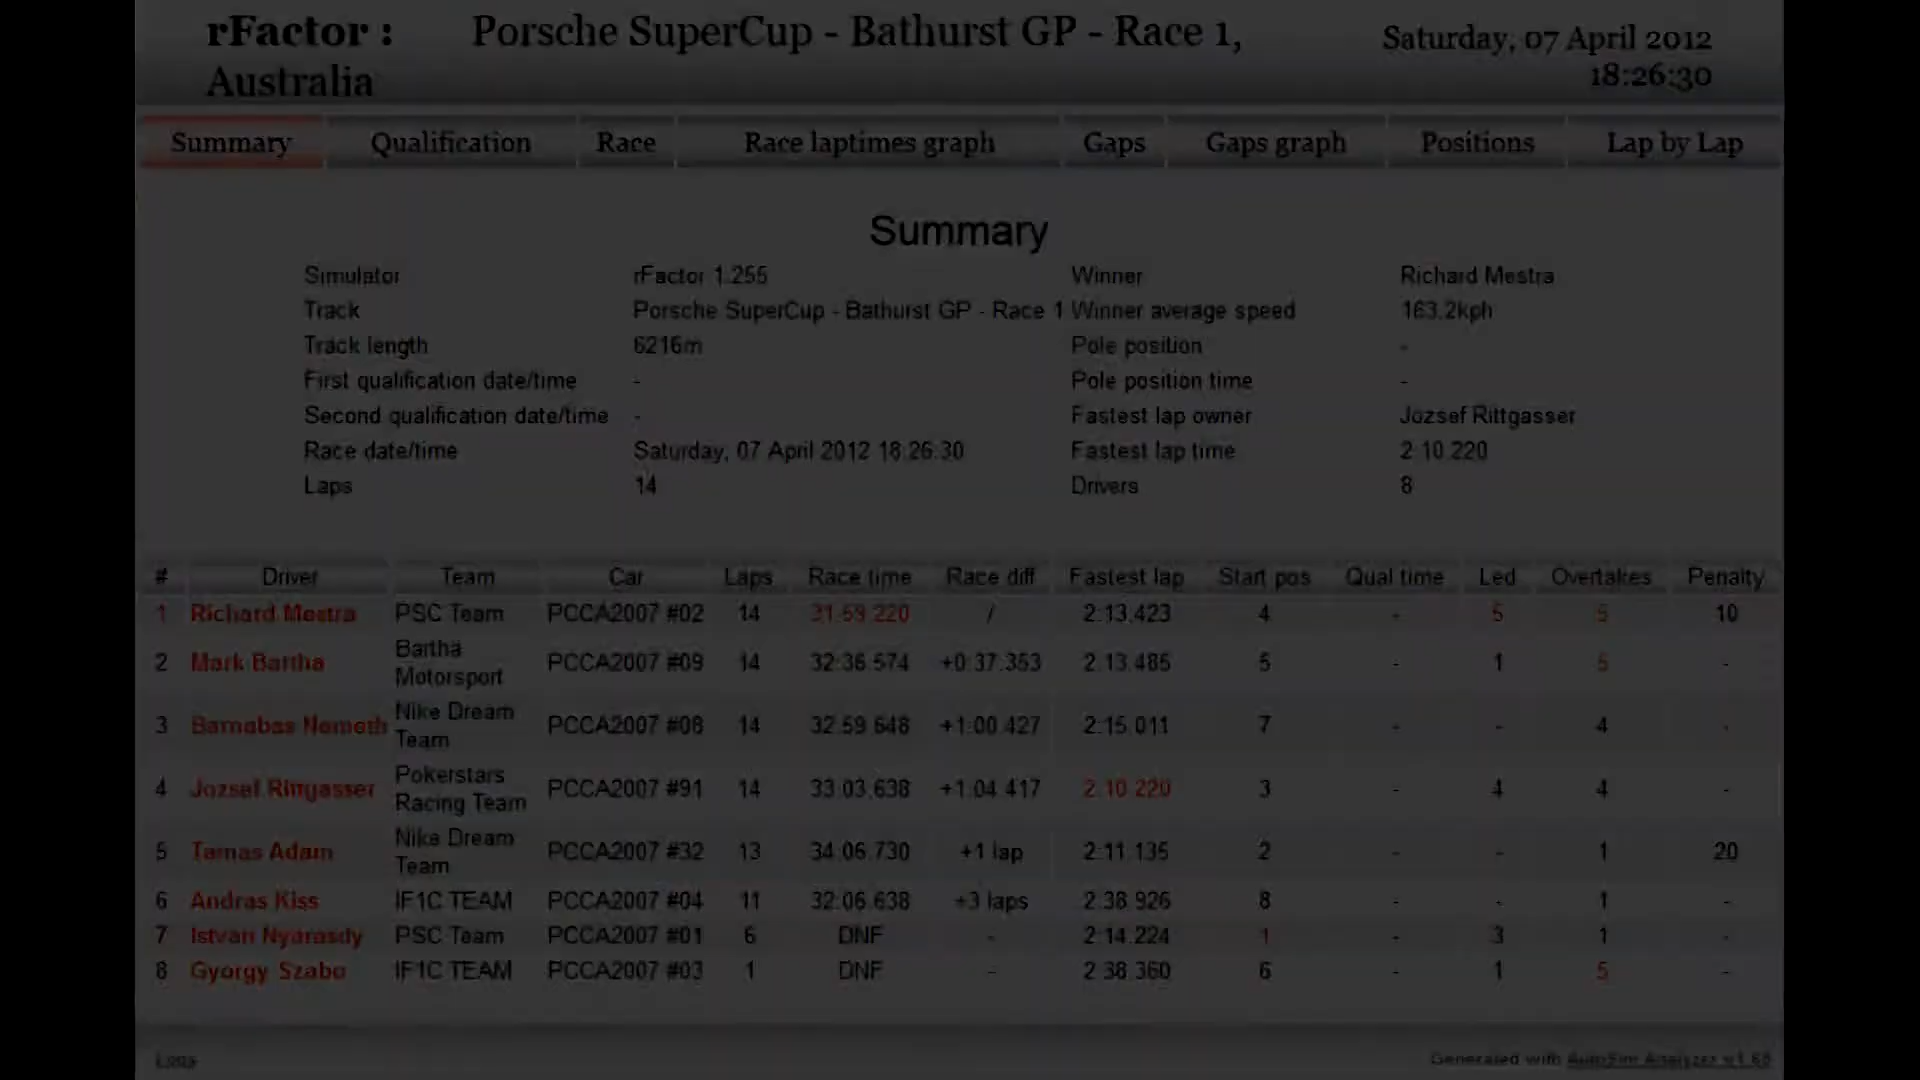 rFactor : Porsche SuperCup - Bathurst GP - Race 1, Saturday, 07 April 2012
Australia 18:26:30
Summary Qualification Race Race laptimes graph Gaps Gaps graph Positions Lap by Lap
Summary
Simulator rFactor 1.255 Winner Richard Mestra
Track Porsche SuperCup - Bathurst GP - Race 1 Winner average speed 163.2kph
Track length 6216m Pole position -
First qualification date/time - Pole position time -
Second qualification date/time - Fastest lap owner Jozsef Rittgasser
Race date/time Saturday, 07 April 2012 18:26:30 Fastest lap time 2:10.220
Laps 14 Drivers 8
# Driver Team Car Laps Race time Race diff Fastest lap Start pos Qual time Led Overtakes Penalty
1 Richard Mestra PSC Team PCCA2007 #02 14 31:59.220 / 2:13.423 4 - 5 5 10
2 Mark Bartha Bartha Motorsport PCCA2007 #09 14 32:36.574 +0:37.353 2:13.485 5 - 1 5 -
3 Barnabas Nemeth Nike Dream Team PCCA2007 #08 14 32:59.648 +1:00.427 2:15.011 7 - - 4 -
4 Jozsef Rittgasser Pokerstars Racing Team PCCA2007 #91 14 33:03.638 +1:04.417 2:10.220 3 - 4 4 -
5 Tamas Adam Nike Dream Team PCCA2007 #32 13 34:06.730 +1 lap 2:11.135 2 - - 1 20
6 Andras Kiss IF1C TEAM PCCA2007 #04 11 32:06.638 +3 laps 2:38.926 8 - - 1 -
7 Istvan Nyarasdy PSC Team PCCA2007 #01 6 DNF - 2:14.224 1 - 3 1 -
8 Gyorgy Szabo IF1C TEAM PCCA2007 #03 1 DNF - 2:38.360 6 - 1 5 -
Generated with AutoSim Analyzer v1.68